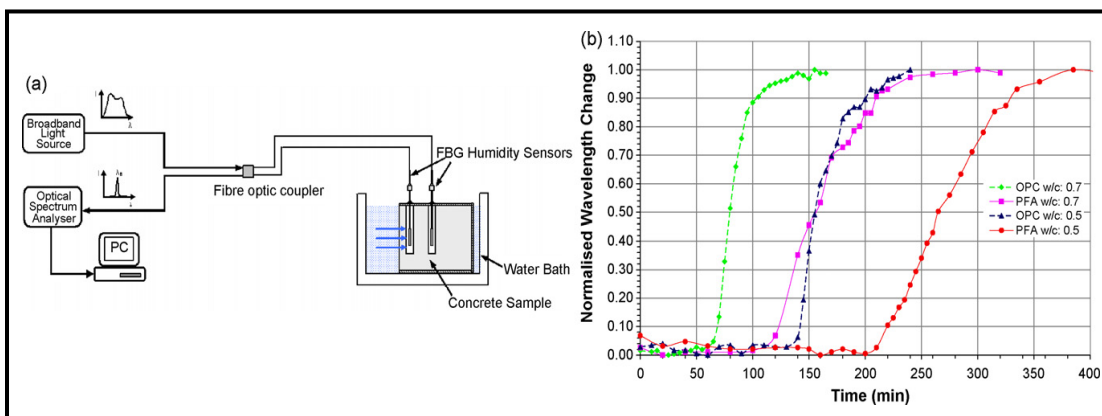 (a)
Broadband
Light
Source
Optical
Spectrum
Analyser
PC
Fibre optic coupler
FBG Humidity Sensors
Water Bath
Concrete Sample
(b)
Normalised Wavelength Change
1.10
1.00
0.90
0.80
0.70
0.60
0.50
0.40
0.30
0.20
0.10
0.00
0
50
100
150
200
250
300
350
400
Time (min)
OPC w/c: 0.7
PFA w/c: 0.7
OPC w/c: 0.5
PFA w/c: 0.5